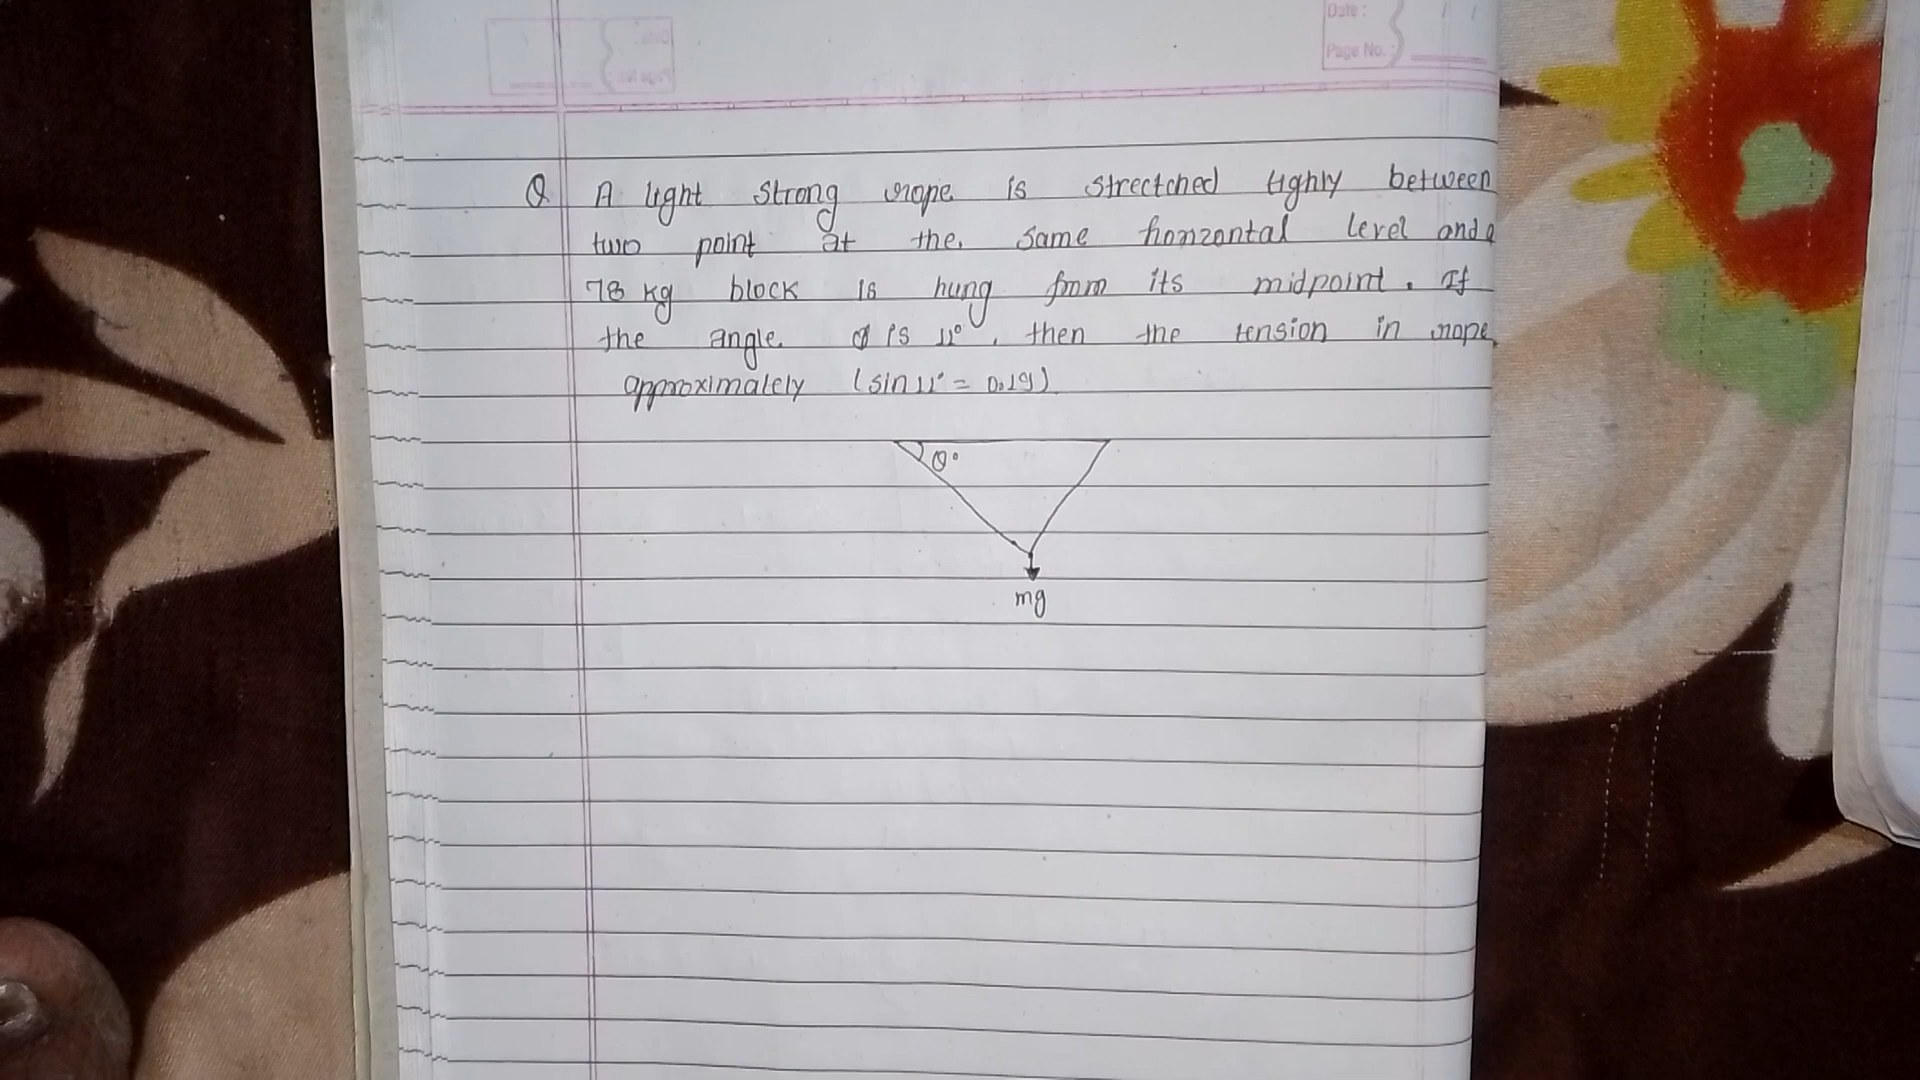 Date :
Page No. :
Q A light strong rope is strectched tighly between
two point at the same horizontal level and a
78 kg block is hung from its midpoint. If
the angle θ is 11°, then the tension in rope
approximalely (sin 11° = 0.19)
θ°
mg